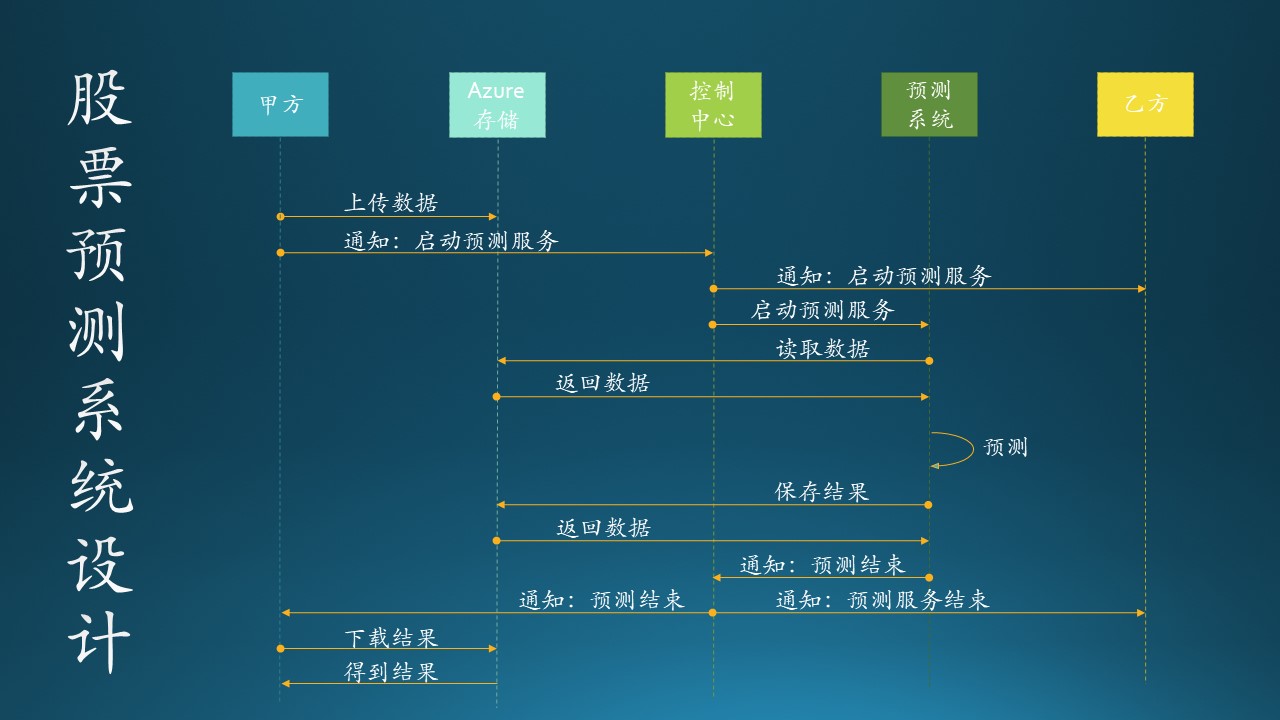 股票预测系统设计
甲方
Azure
存储
控制
中心
预测
系统
乙方
上传数据
通知：启动预测服务
通知：启动预测服务
启动预测服务
读取数据
返回数据
预测
保存结果
返回数据
通知：预测结束
通知：预测结束
通知：预测服务结束
下载结果
得到结果